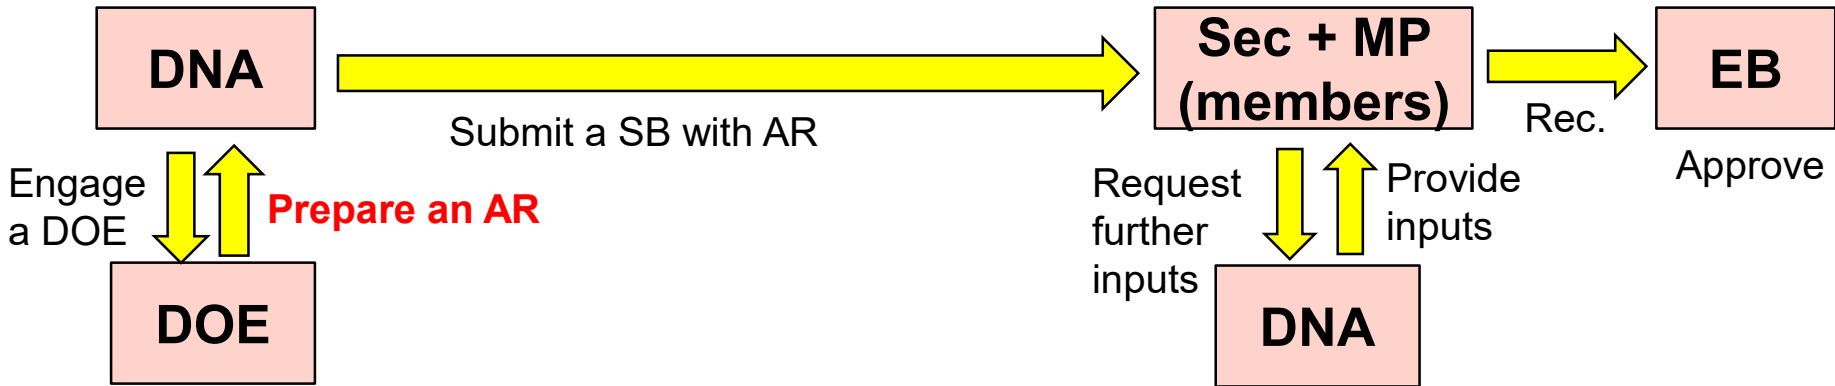 DNA
Submit a SB with AR
Engage
a DOE
Prepare an AR
DOE
Sec + MP
(members)
Rec.
EB
Approve
Request
further
inputs
Provide
inputs
DNA